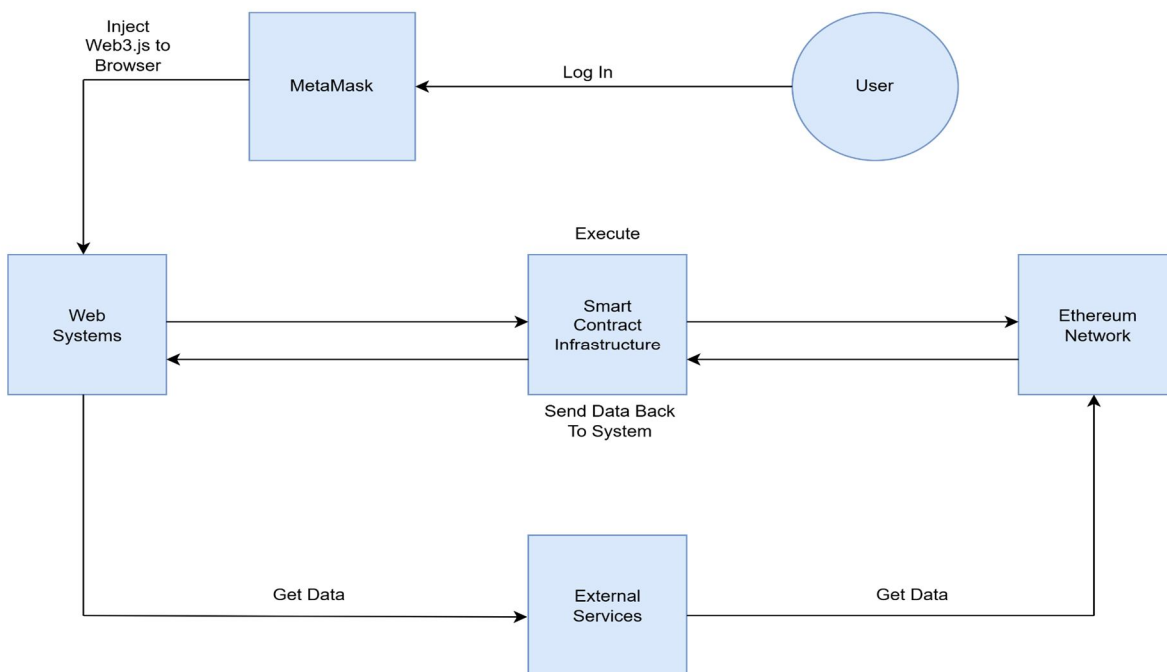 Inject
Web3.js to
Browser
MetaMask
Log In
User
Execute
Web
Systems
Smart
Contract
Infrastructure
Ethereum
Network
Send Data Back
To System
Get Data
External
Services
Get Data